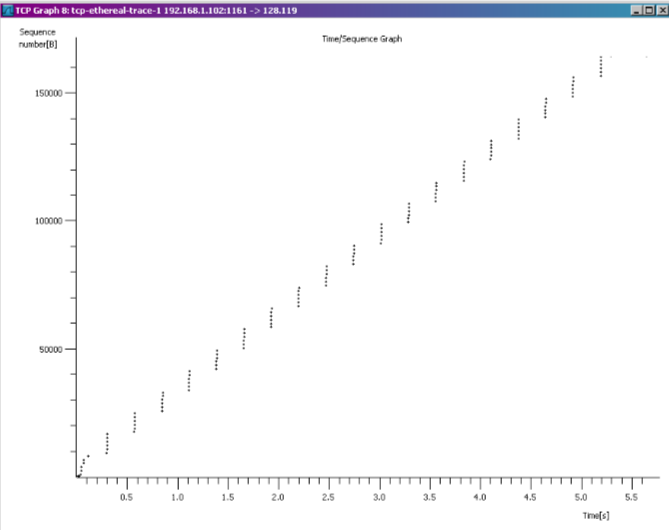 TCP Graph 8: tcp-ethereal-trace-1 192.168.1.102:1161 -> 128.119
Sequence
number[B]
Time/Sequence Graph
150000
100000
50000
0.5 1.0 1.5 2.0 2.5 3.0 3.5 4.0 4.5 5.0 5.5
Time[s]